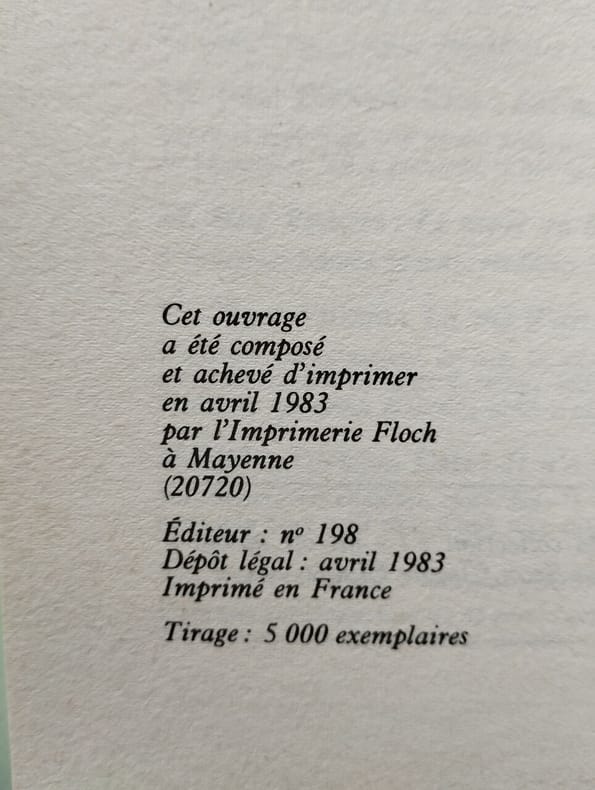 Cet ouvrage
a été composé
et achevé d'imprimer
en avril 1983
par l'Imprimerie Floch
à Mayenne
(20720)
Éditeur : nº 198
Dépôt légal : avril 1983
Imprimé en France
Tirage : 5 000 exemplaires